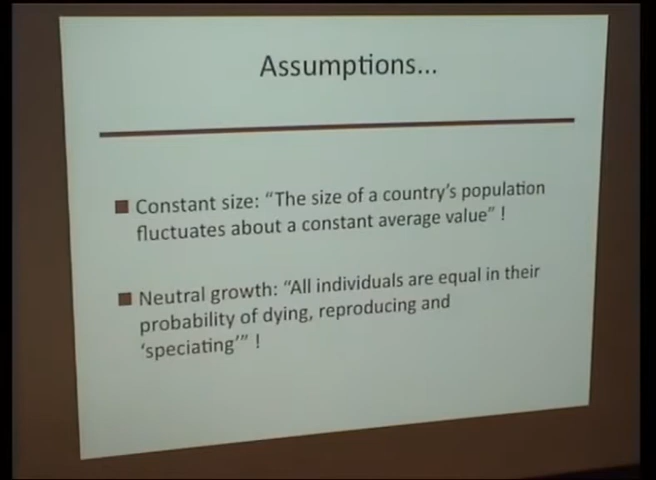 Assumptions...
Constant size: “The size of a country’s population
fluctuates about a constant average value” !
Neutral growth: “All individuals are equal in their
probability of dying, reproducing and
‘speciating’” !